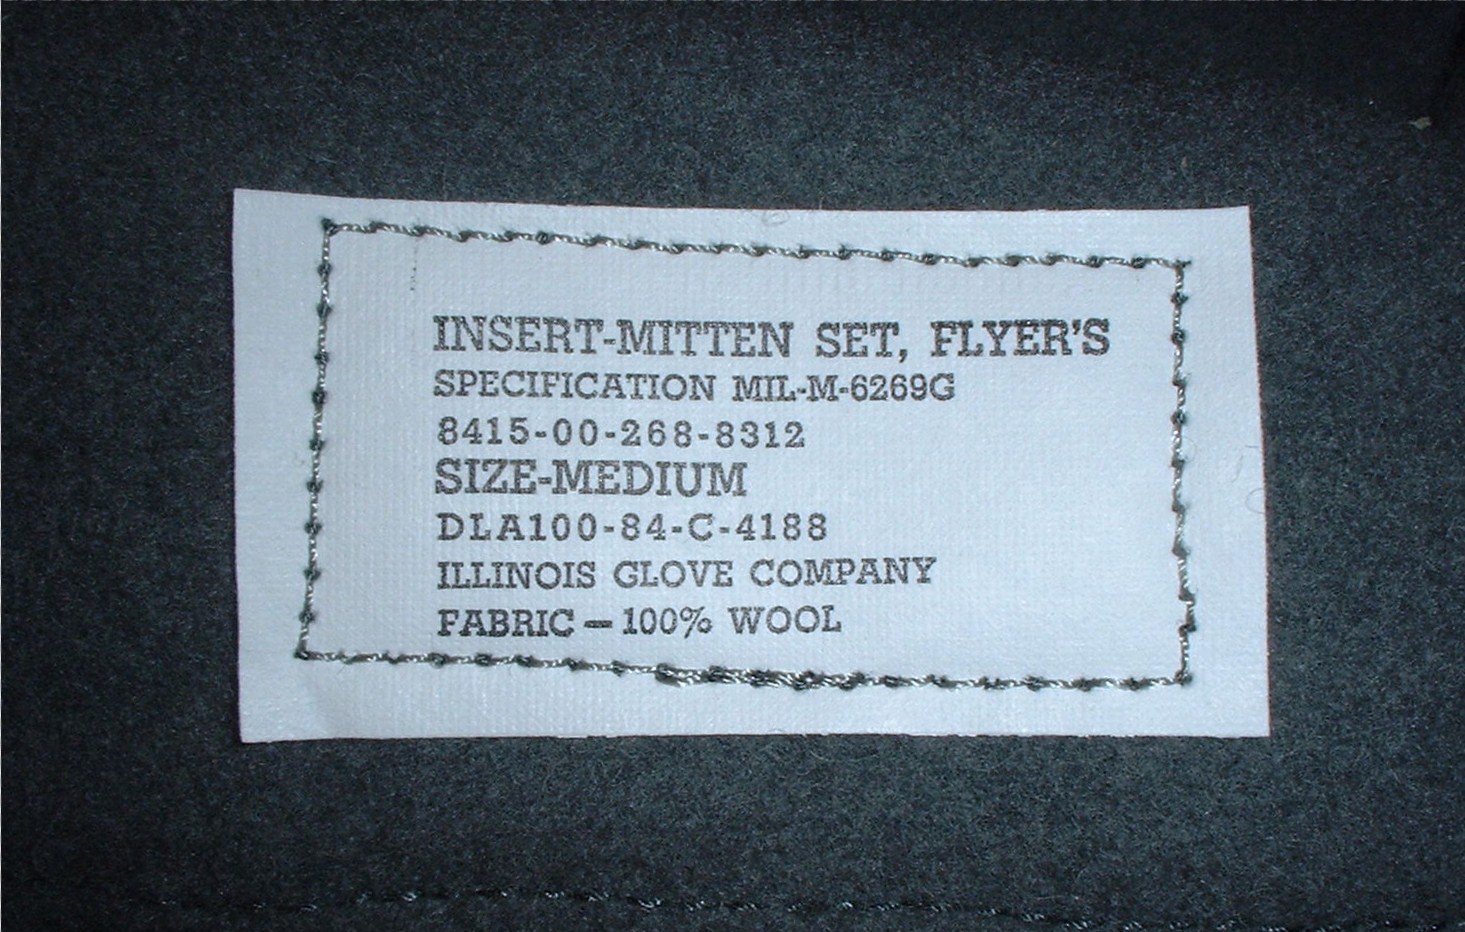 INSERT-MITTEN SET, FLYER'S
SPECIFICATION MIL-M-6269G
8415-00-268-8312
SIZE-MEDIUM
DLA100-84-C-4188
ILLINOIS GLOVE COMPANY
FABRIC — 100% WOOL